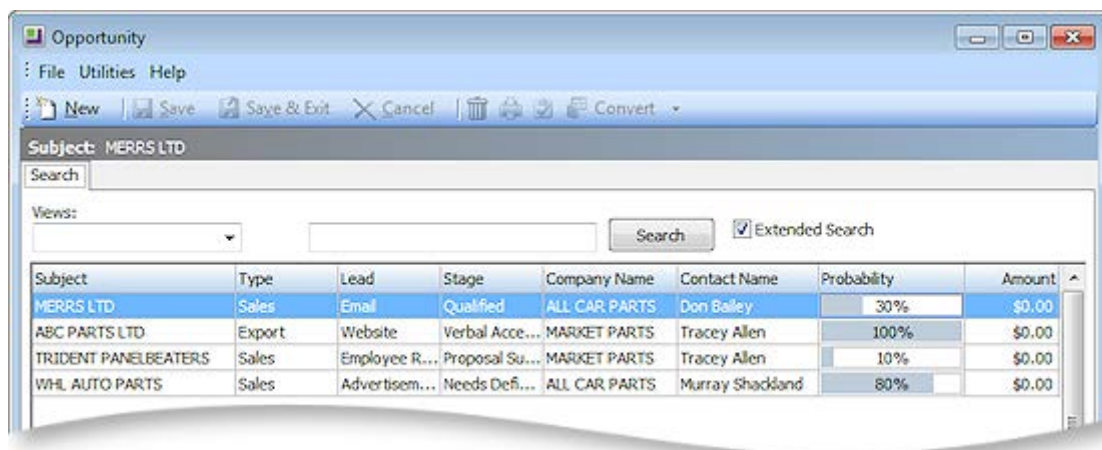 Opportunity
File Utilities Help
New Save Save & Exit Cancel Convert
Subject: MERRS LTD
Search
Views:
Search Extended Search
Subject Type Lead Stage Company Name Contact Name Probability Amount
MERRS LTD Sales Email Qualified ALL CAR PARTS Don Bailey 30% $0.00
ABC PARTS LTD Export Website Verbal Acce... MARKET PARTS Tracey Allen 100% $0.00
TRIDENT PANELBEATERS Sales Employee R... Proposal Su... MARKET PARTS Tracey Allen 10% $0.00
WHL AUTO PARTS Sales Advertisem... Needs Defi... ALL CAR PARTS Murray Shackland 80% $0.00